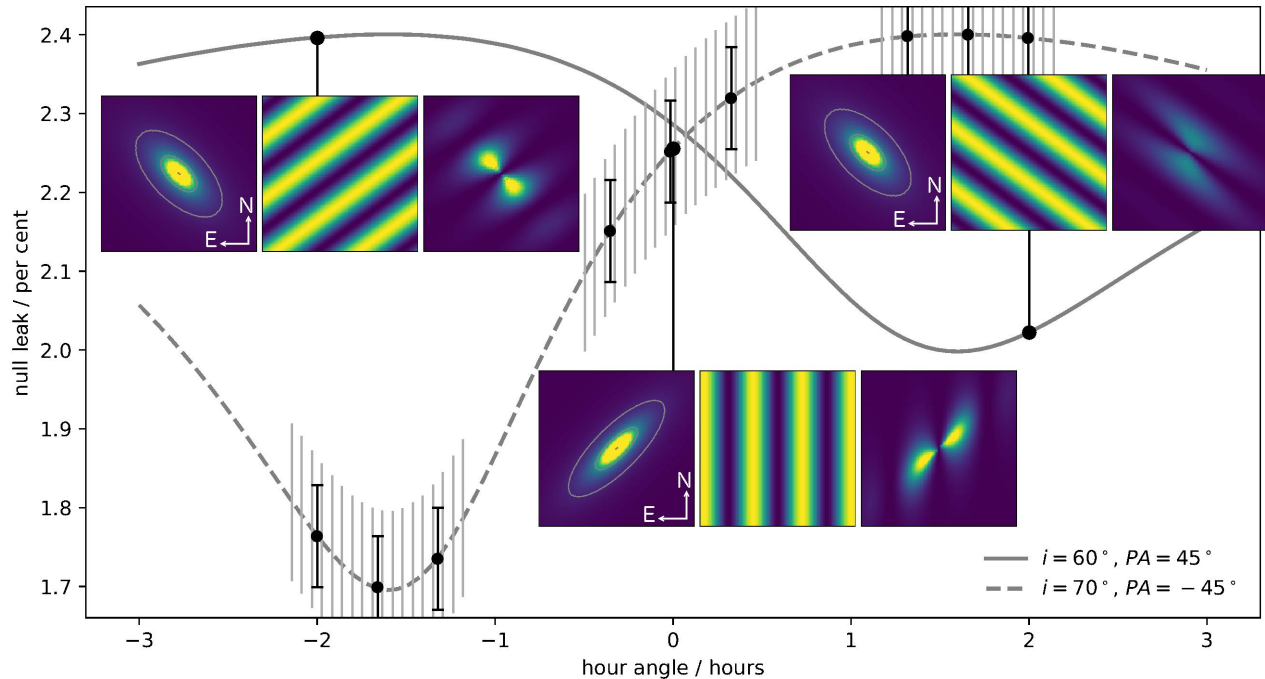 null leak / per cent
2.4
2.3
2.2
2.1
2.0
1.9
1.8
1.7
N
E
N
E
N
E
i = 60°, PA = 45°
i = 70°, PA = −45°
−3 −2 −1 0 1 2 3
hour angle / hours